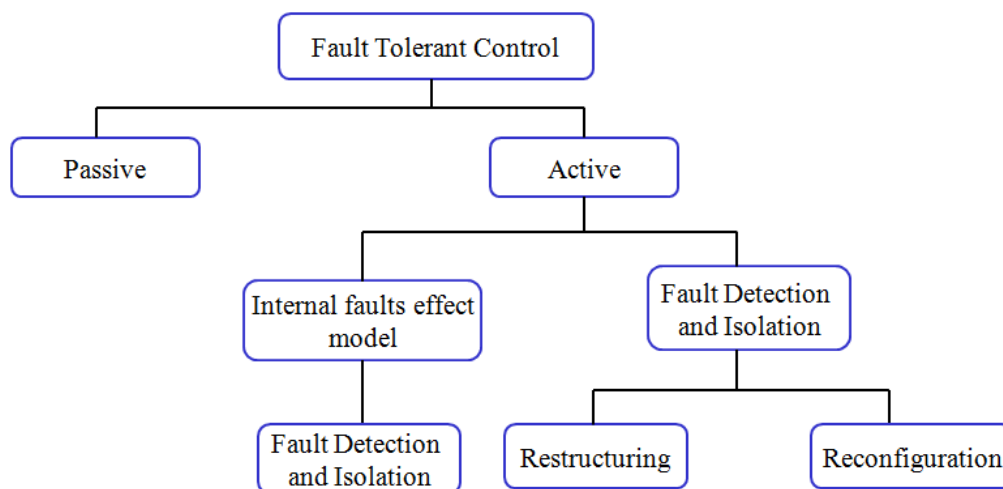 Fault Tolerant Control
Passive
Active
Internal faults effect
model
Fault Detection
and Isolation
Fault Detection
and Isolation
Restructuring
Reconfiguration